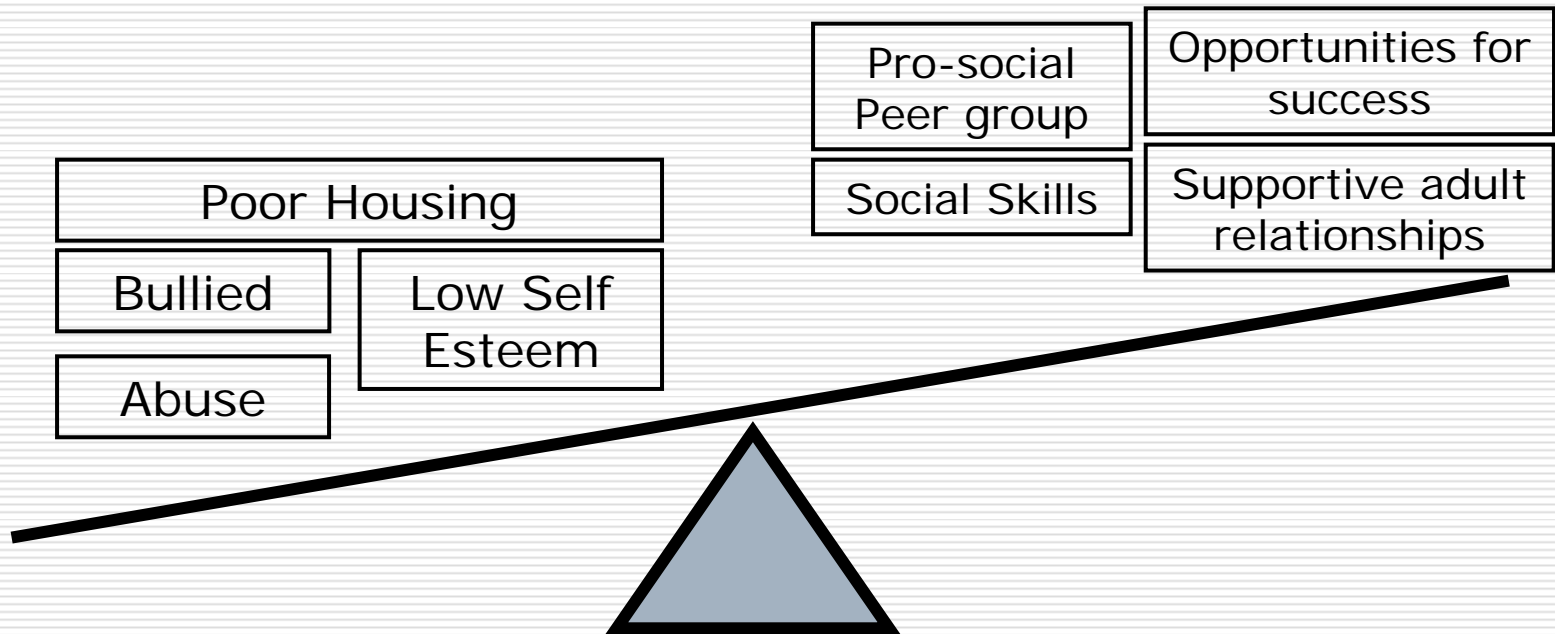 Poor Housing
Bullied
Abuse
Low Self
Esteem
Pro-social
Peer group
Social Skills
Opportunities for
success
Supportive adult
relationships